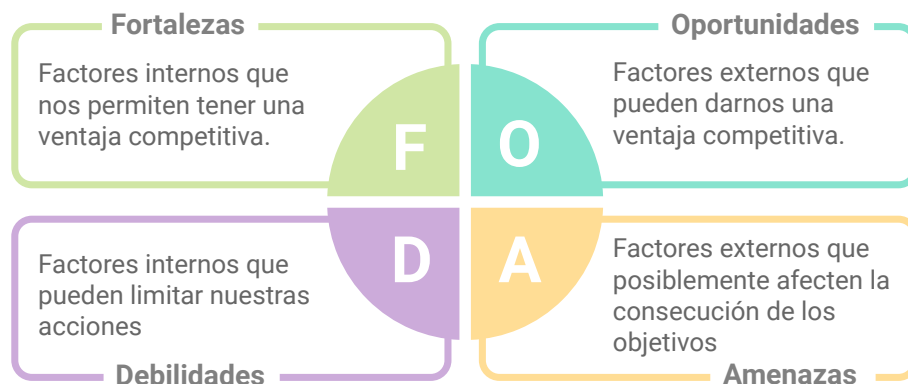 Fortalezas
Factores internos que
nos permiten tener una
ventaja competitiva.
F
Oportunidades
Factores externos que
pueden darnos una
ventaja competitiva.
O
Factores internos que
pueden limitar nuestras
acciones
Debilidades
D
Factores externos que
posiblemente afecten la
consecución de los
objetivos
Amenazas
A